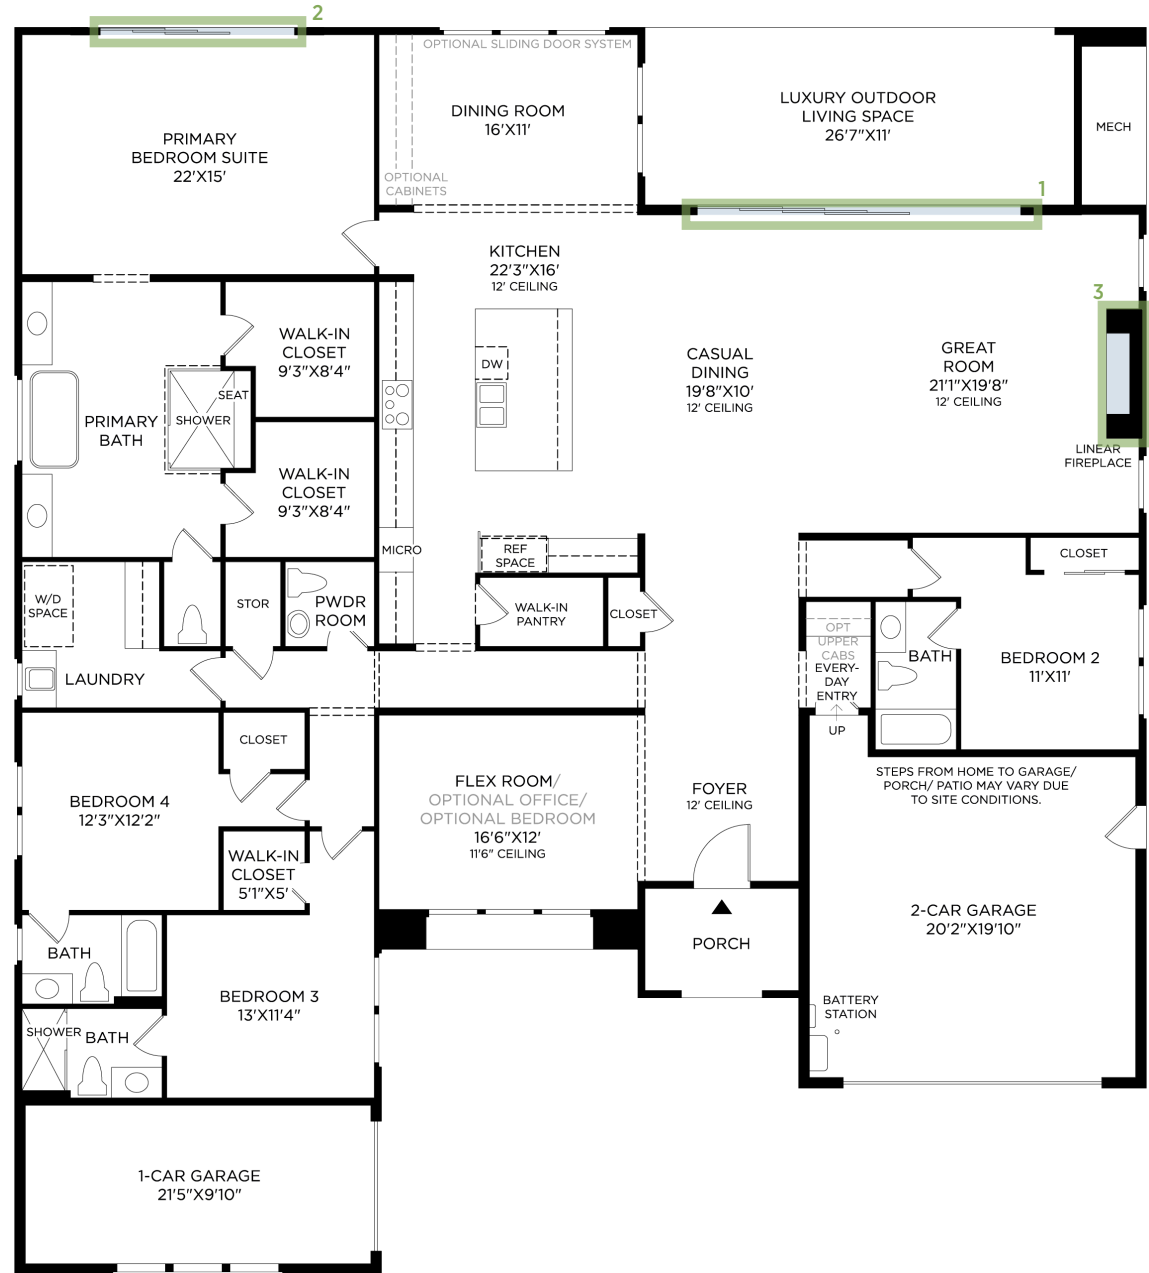 2
OPTIONAL SLIDING DOOR SYSTEM
PRIMARY
BEDROOM SUITE
22'X15'
DINING ROOM
16'X11'
OPTIONAL
CABINETS
LUXURY OUTDOOR
LIVING SPACE
26'7"X11'
MECH
1
KITCHEN
22'3"X16'
12' CEILING
3
WALK-IN
CLOSET
9'3"X8'4"
SEAT
SHOWER
PRIMARY
BATH
DW
CASUAL
DINING
19'8"X10'
12' CEILING
GREAT
ROOM
21'1"X19'8"
12' CEILING
LINEAR
FIREPLACE
WALK-IN
CLOSET
9'3"X8'4"
MICRO
REF
SPACE
CLOSET
W/D
SPACE
STOR
PWDR
ROOM
WALK-IN
PANTRY
CLOSET
OPT
UPPER
CABS
EVERY-
DAY
ENTRY
UP
BATH
BEDROOM 2
11'X11'
LAUNDRY
CLOSET
BEDROOM 4
12'3"X12'2"
FLEX ROOM/
OPTIONAL OFFICE/
OPTIONAL BEDROOM
16'6"X12'
11'6" CEILING
FOYER
12' CEILING
STEPS FROM HOME TO GARAGE/
PORCH/ PATIO MAY VARY DUE
TO SITE CONDITIONS.
WALK-IN
CLOSET
5'1"X5'
2-CAR GARAGE
20'2"X19'10"
PORCH
BATH
BEDROOM 3
13'X11'4"
BATTERY
STATION
SHOWER
BATH
1-CAR GARAGE
21'5"X9'10"